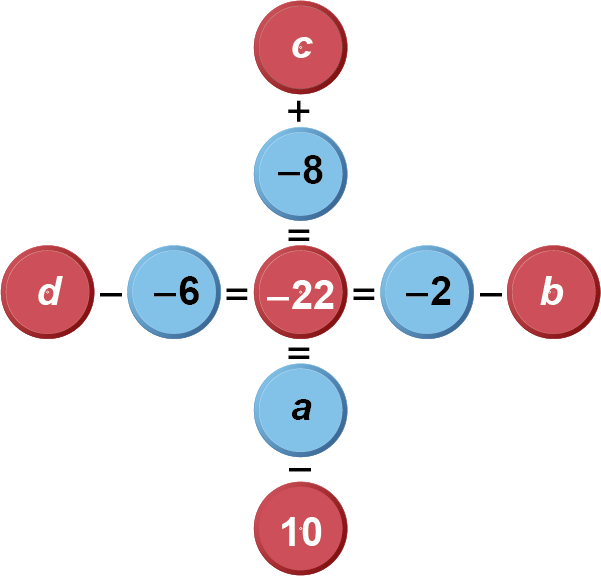 c
+
–8
=
d – –6 = –22 = –2 – b
=
a
–
10